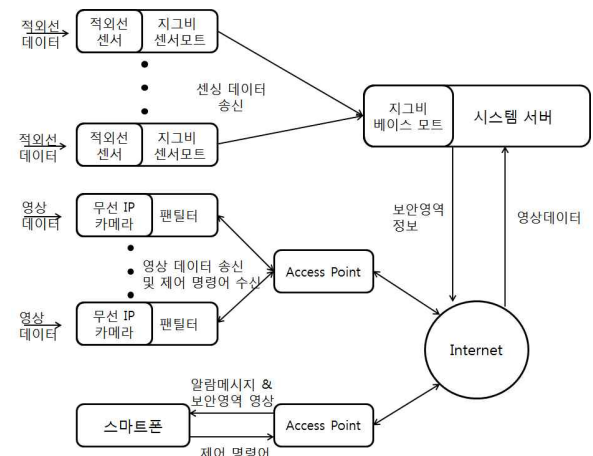 적외선
데이터
적외선
센서
지그비
센서모트
센싱 데이터
송신
지그비
베이스 모트
시스템 서버
적외선
데이터
적외선
센서
지그비
센서모트
영상
데이터
무선 IP
카메라
팬틸터
보안영역
정보
영상데이터
영상 데이터 송신
및 제어 명령어 수신
Access Point
영상
데이터
무선 IP
카메라
팬틸터
Internet
알람메시지 &
보안영역 영상
스마트폰
Access Point
제어 명령어